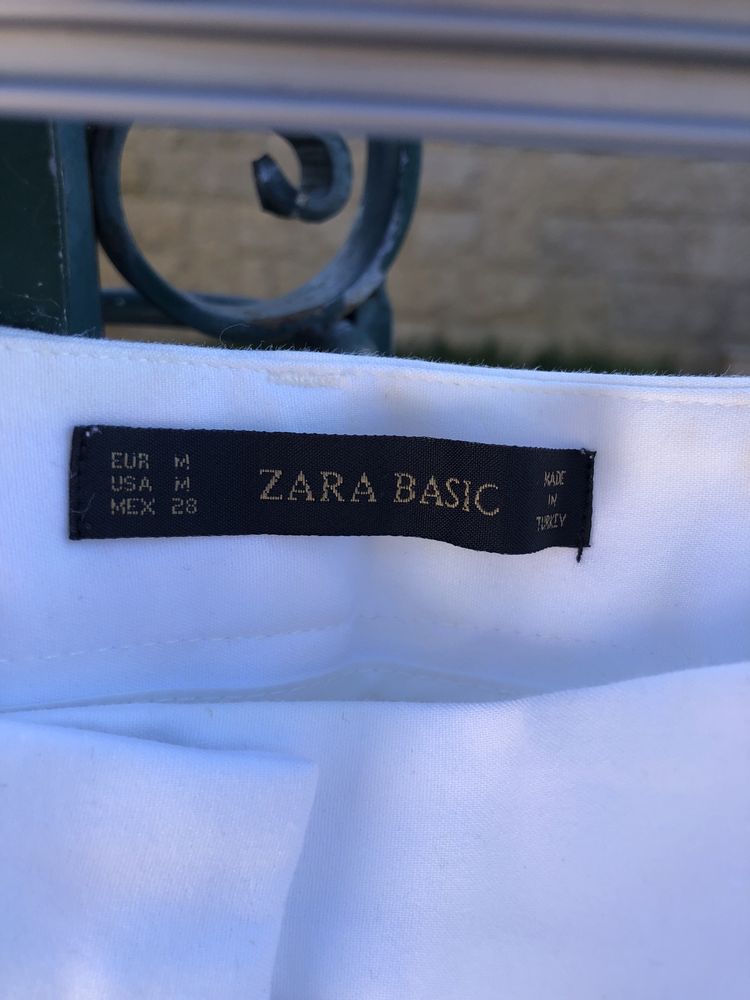 EUR M
USA M
MEX 28
ZARA BASIC
MADE
IN
TURKEY